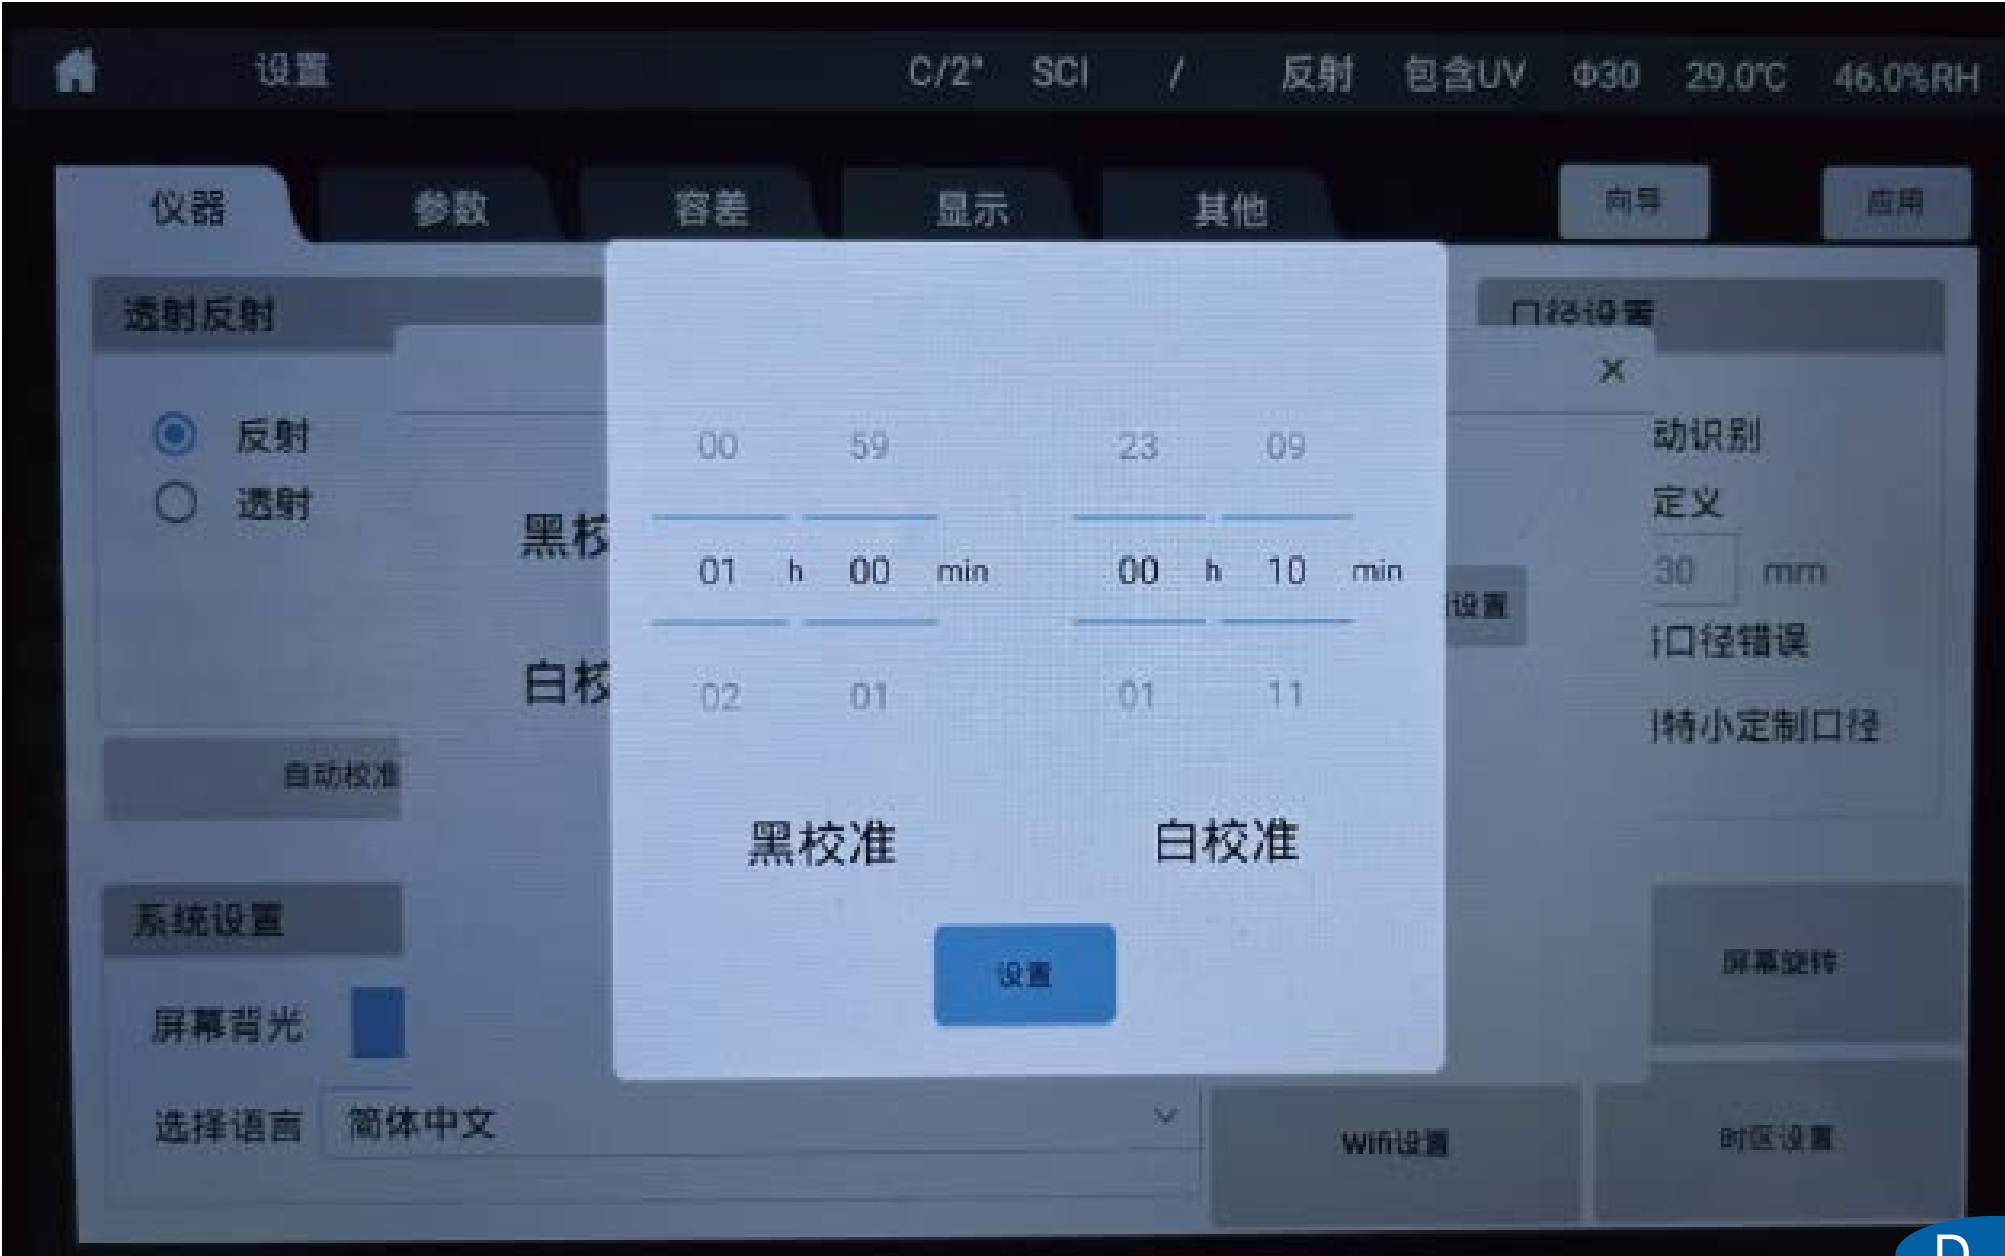 设置 C/2° SCI / 反射 包含UV Φ30 29.0℃ 46.0%RH
仪器 参数 容差 显示 其他 向导 应用
透射反射 口径设置
×
反射 动识别
透射 定义
黑校
白校
00 59 23 09
01 h 00 min 00 h 10 min
02 01 01 11
设置
30 mm
口径错误
特小定制口径
自动校准
黑校准 白校准
设置
系统设置
屏幕背光
屏幕旋转
选择语言 简体中文
Wifi设置 时区设置
D